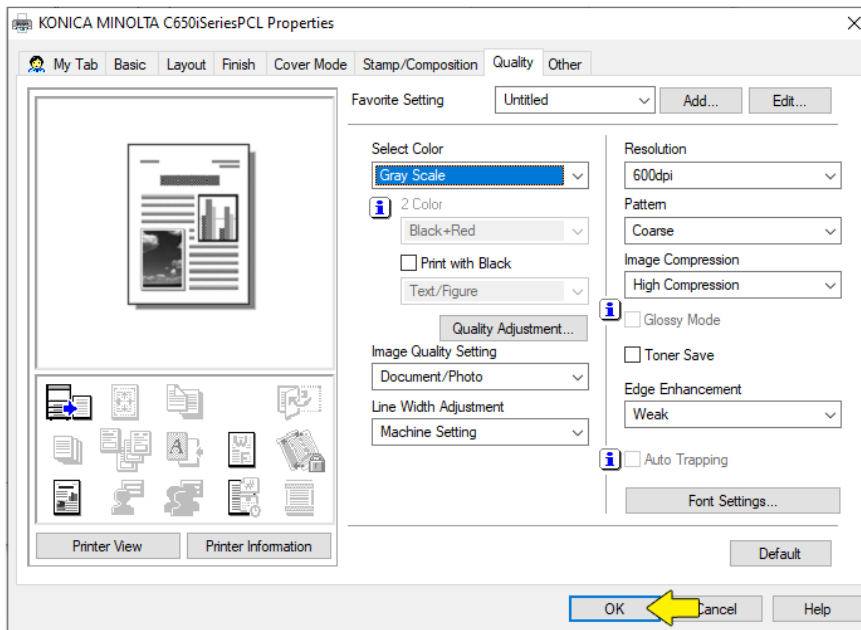 KONICA MINOLTA C650iSeriesPCL Properties
My Tab Basic Layout Finish Cover Mode Stamp/Composition Quality Other
Favorite Setting Untitled Add... Edit...
Select Color
Gray Scale
2 Color
Black+Red
Print with Black
Text/Figure
Quality Adjustment...
Image Quality Setting
Document/Photo
Line Width Adjustment
Machine Setting
Resolution
600dpi
Pattern
Coarse
Image Compression
High Compression
Glossy Mode
Toner Save
Edge Enhancement
Weak
Auto Trapping
Font Settings...
Printer View Printer Information
Default
OK Cancel Help